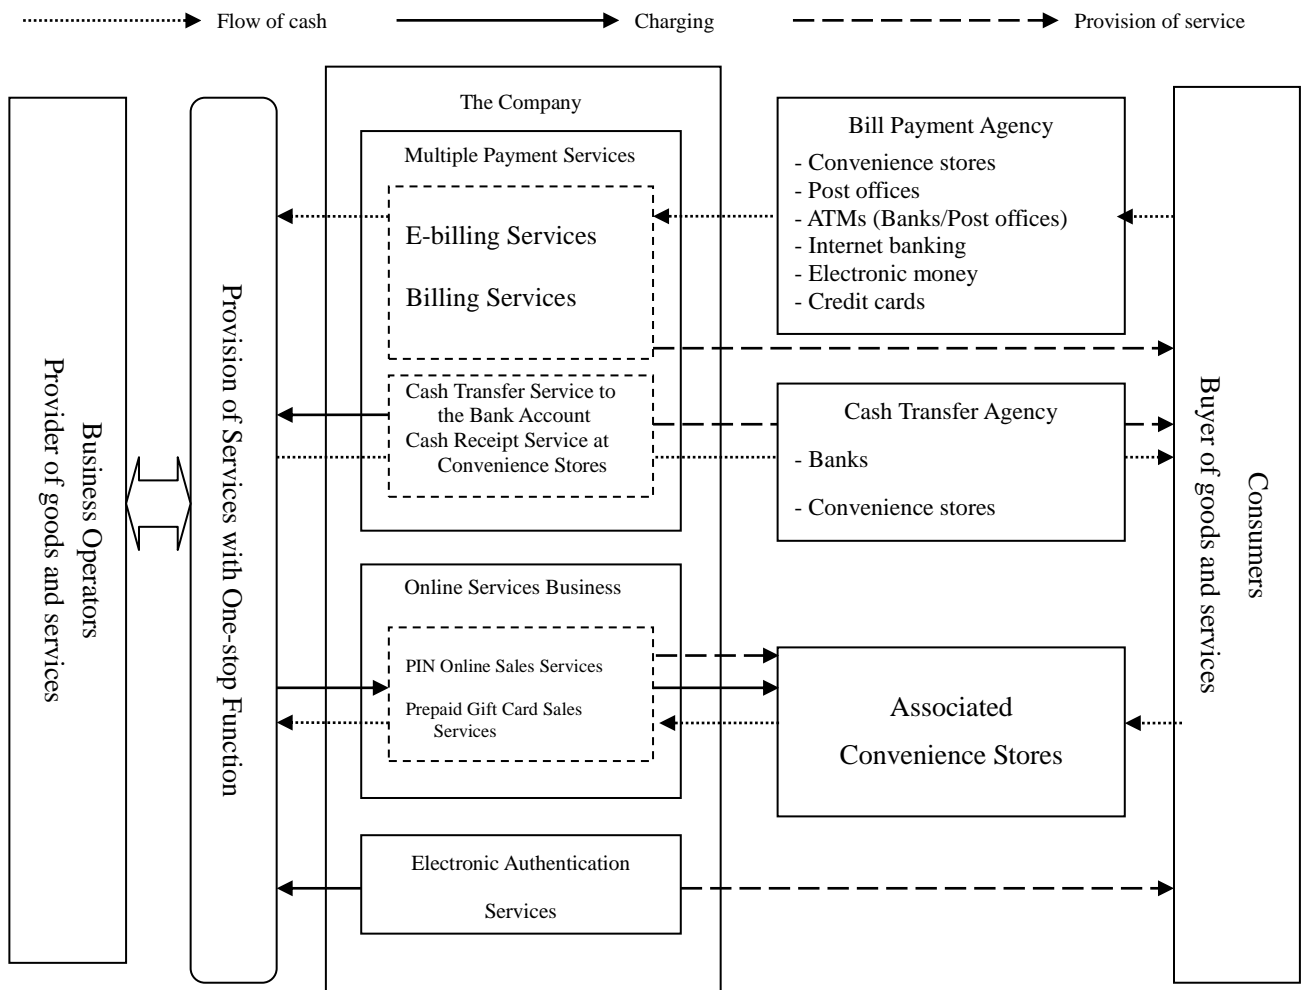 Flow of cash
Charging
Provision of service
Business Operators
Provider of goods and services
Provision of Services with One-stop Function
The Company
Multiple Payment Services
E-billing Services
Billing Services
Cash Transfer Service to
the Bank Account
Cash Receipt Service at
Convenience Stores
Online Services Business
PIN Online Sales Services
Prepaid Gift Card Sales
Services
Electronic Authentication
Services
Bill Payment Agency
- Convenience stores
- Post offices
- ATMs (Banks/Post offices)
- Internet banking
- Electronic money
- Credit cards
Cash Transfer Agency
- Banks
- Convenience stores
Associated
Convenience Stores
Consumers
Buyer of goods and services